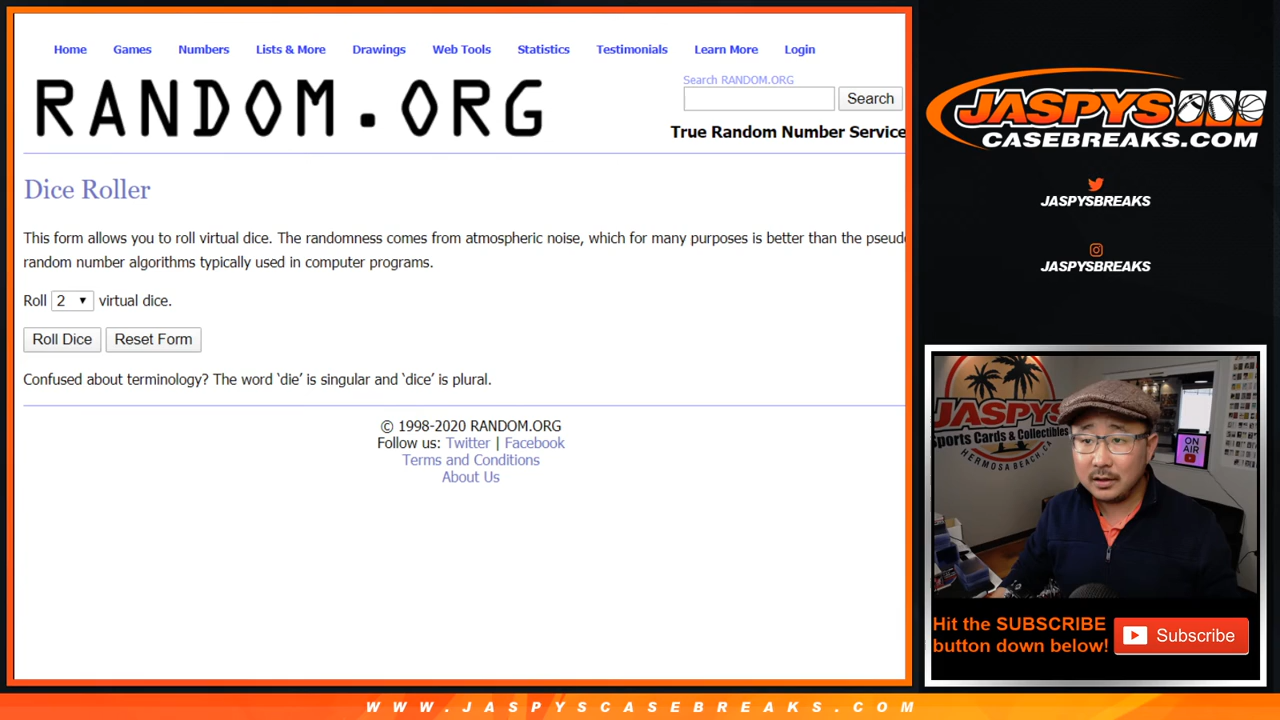 Home Games Numbers Lists & More Drawings Web Tools Statistics Testimonials Learn More Login
RANDOM.ORG
Search RANDOM.ORG
Search
True Random Number Service
Dice Roller
This form allows you to roll virtual dice. The randomness comes from atmospheric noise, which for many purposes is better than the pseudo
random number algorithms typically used in computer programs.
Roll 2 virtual dice.
Roll Dice Reset Form
Confused about terminology? The word ‘die’ is singular and ‘dice’ is plural.
© 1998-2020 RANDOM.ORG
Follow us: Twitter | Facebook
Terms and Conditions
About Us
JASPYS
CASEBREAKS.COM
JASPYSBREAKS
JASPYSBREAKS
JASPYS
Sports Cards & Collectibles
HERMOSA BEACH, CA
ON
AIR
Hit the SUBSCRIBE
button down below!
Subscribe
WWW.JASPYSCASEBREAKS.COM